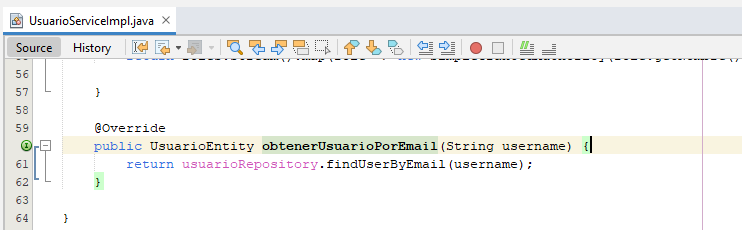 UsuarioServiceImpl.java
Source History
56
57 }
58
59 @Override
public UsuarioEntity obtenerUsuarioPorEmail(String username) {
61 return usuarioRepository.findUserByEmail(username);
62 }
63
64 }